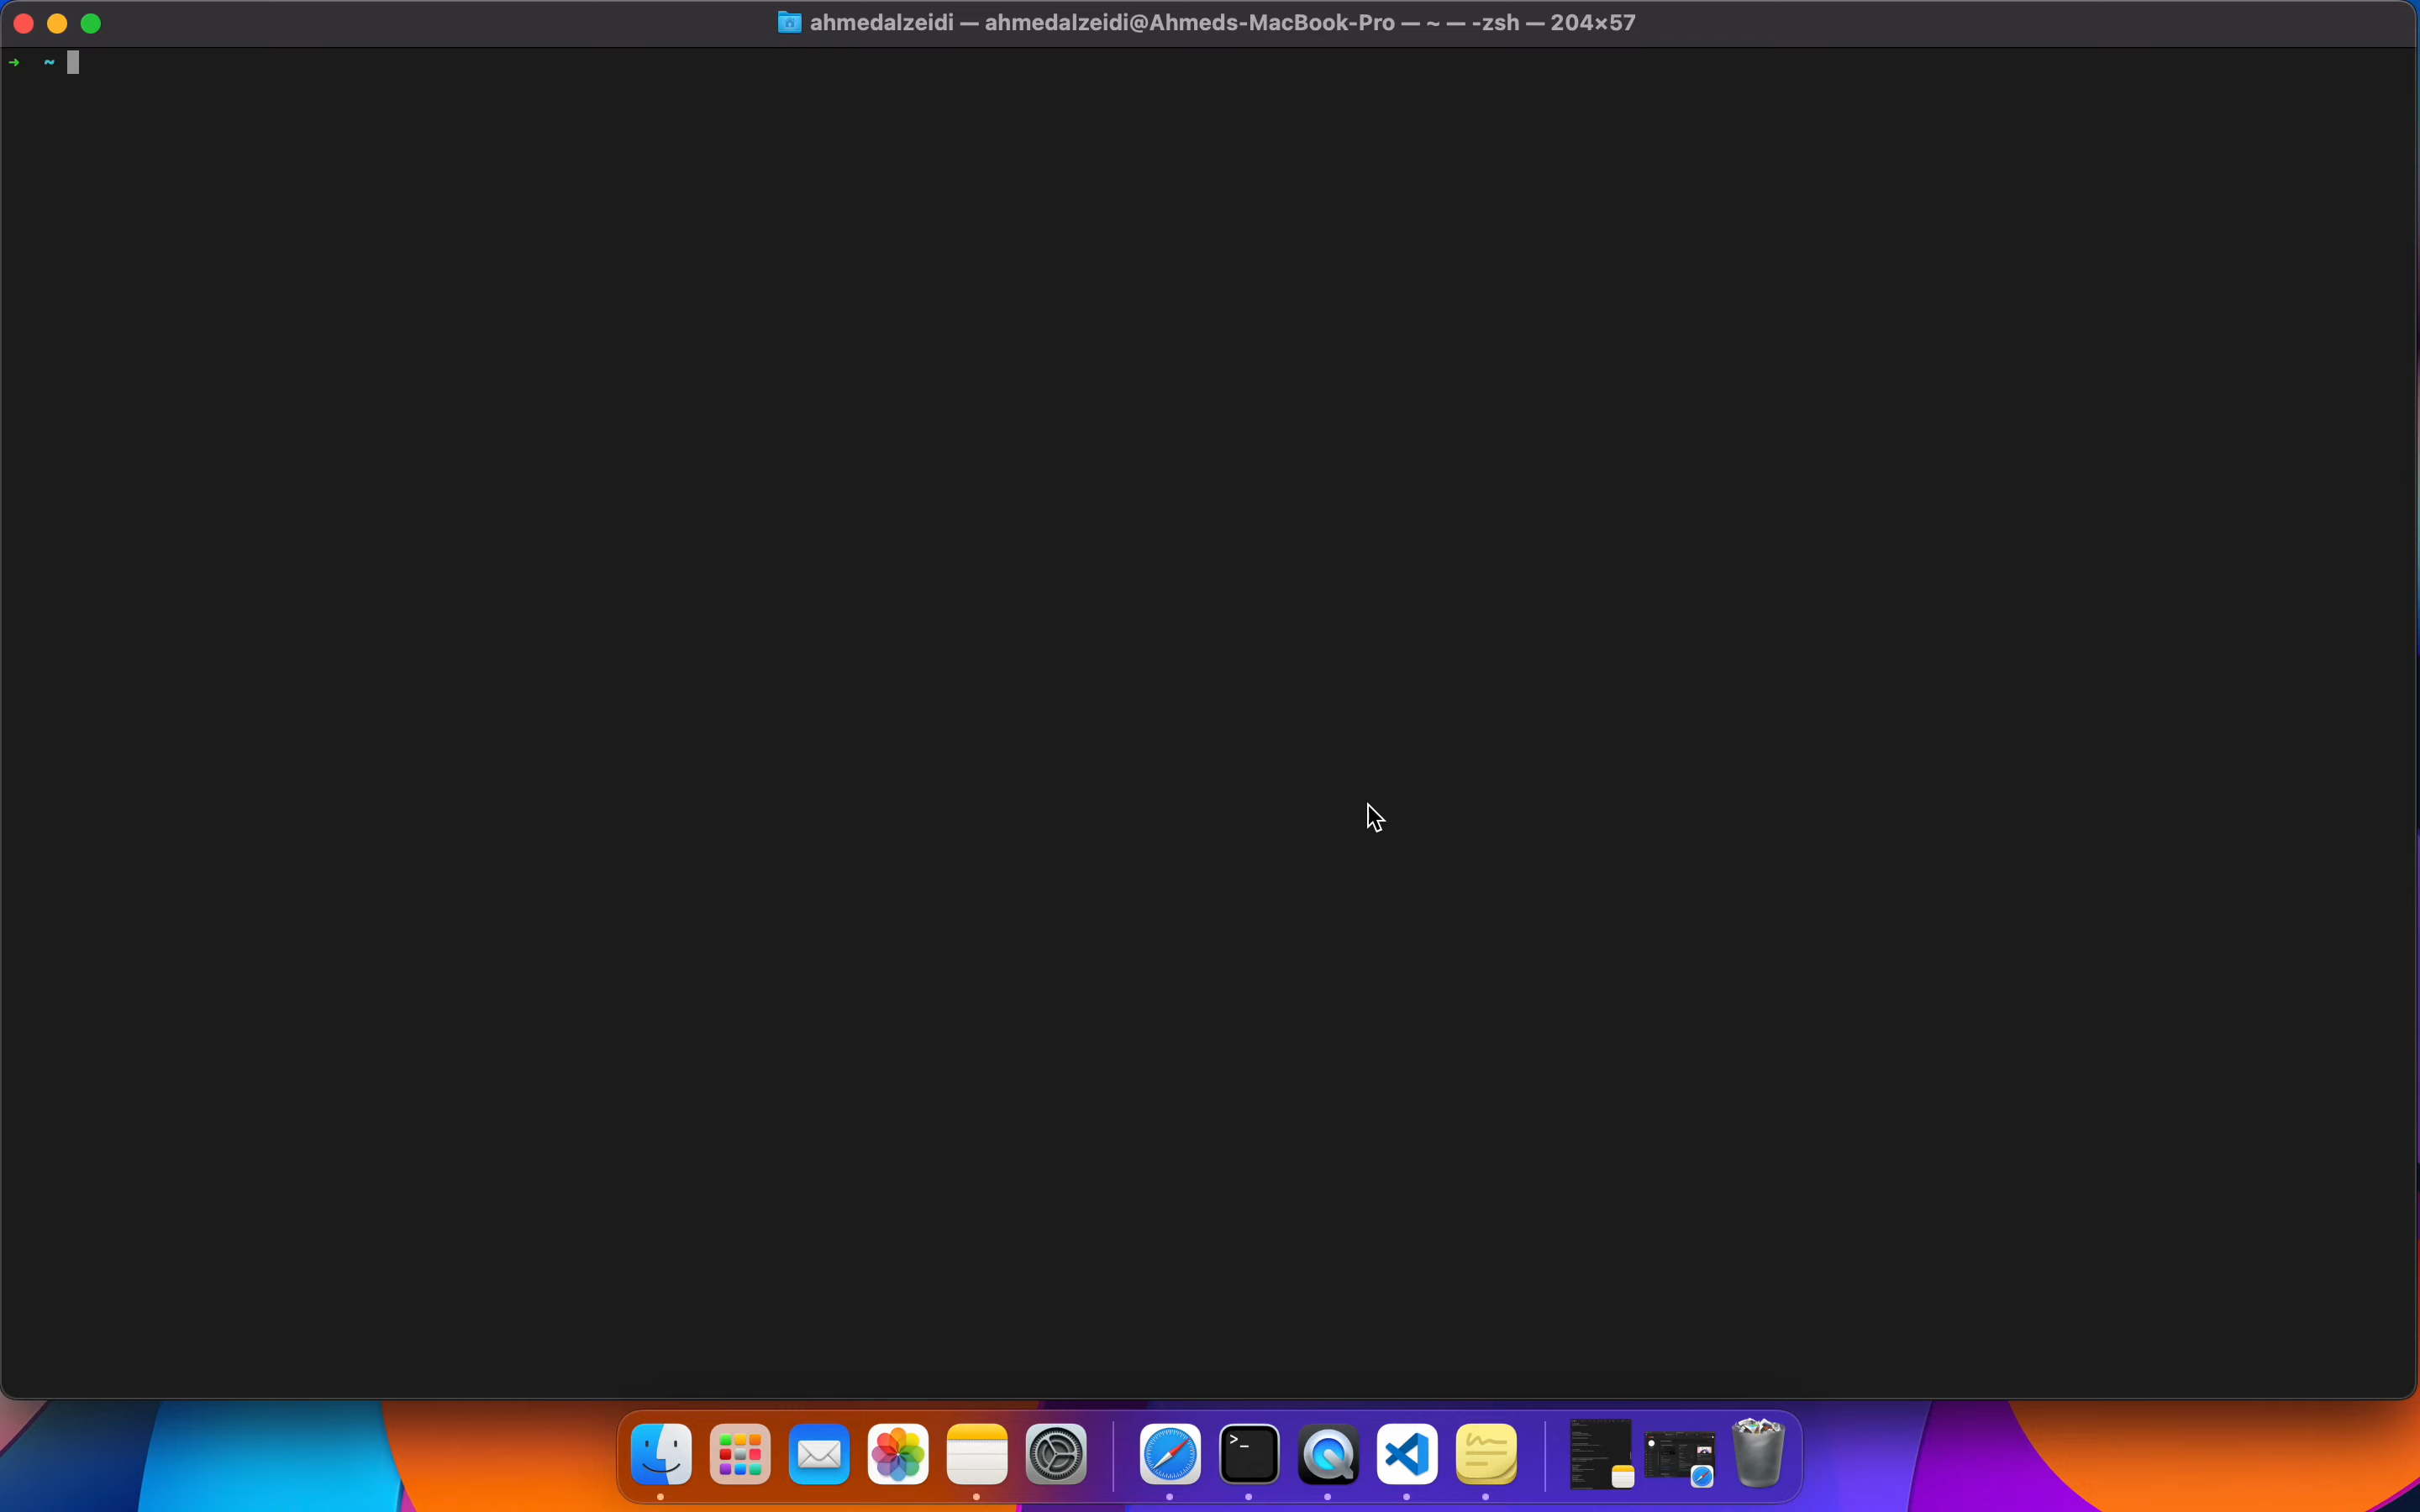 ahmedalzeidi — ahmedalzeidi@Ahmeds-MacBook-Pro — ~ — -zsh — 204×57
➜ ~
>_